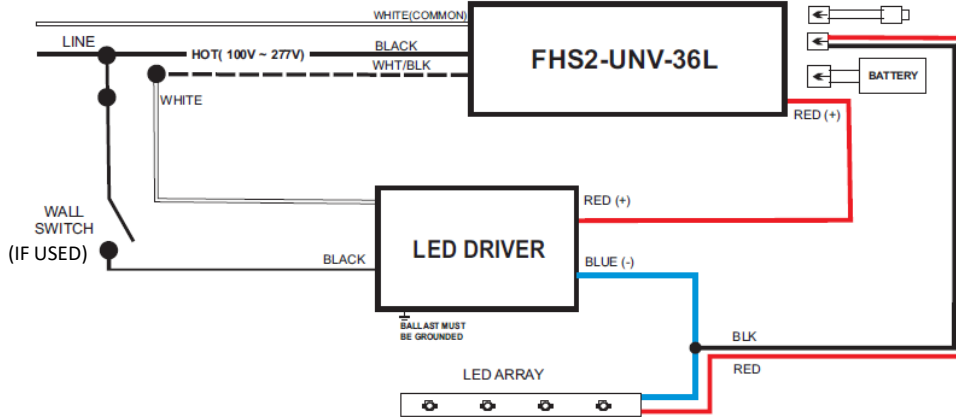 WHITE(COMMON)
LINE
HOT( 100V ~ 277V)
BLACK
WHT/BLK
FHS2-UNV-36L
BATTERY
WHITE
RED (+)
WALL
SWITCH
(IF USED)
RED (+)
LED DRIVER
BLACK
BLUE (-)
BALLAST MUST
BE GROUNDED
BLK
RED
LED ARRAY